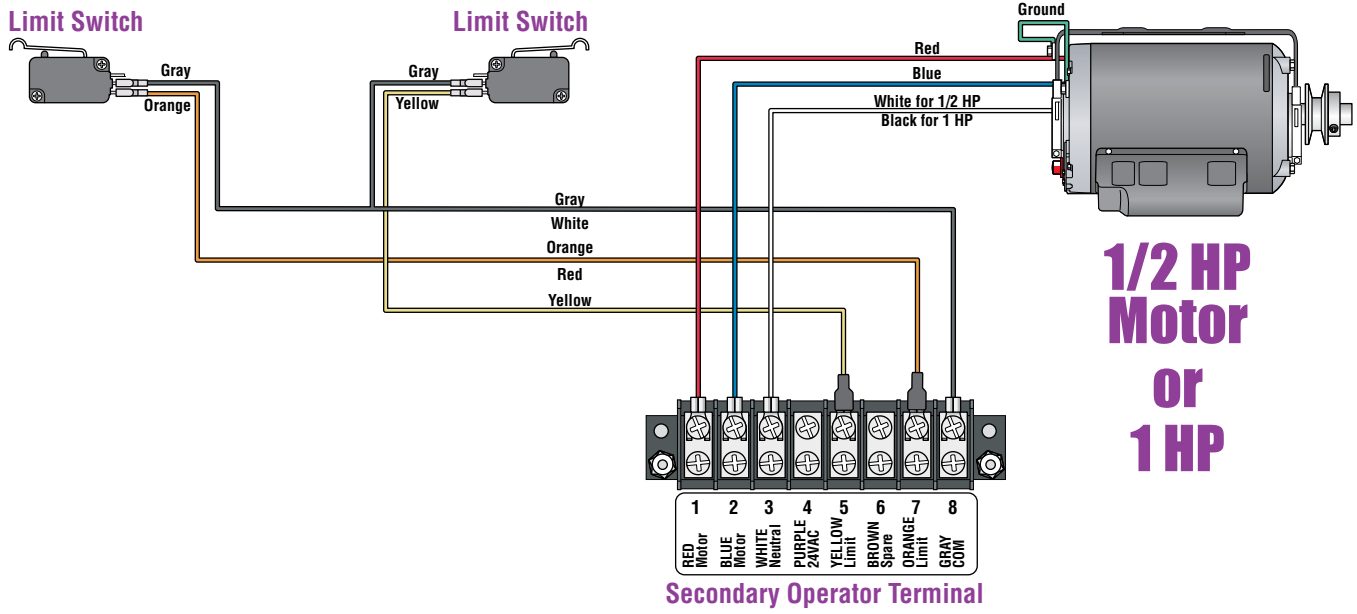 Limit Switch
Limit Switch
Ground
Gray
Orange
Gray
Yellow
Red
Blue
White for 1/2 HP
Black for 1 HP
Gray
White
Orange
Red
Yellow
1/2 HP
Motor
or
1 HP
1 2 3 4 5 6 7 8
RED
Motor
BLUE
Motor
WHITE
Neutral
PURPLE
24VAC
YELLOW
Limit
BROWN
Spare
ORANGE
Limit
GRAY
COM
Secondary Operator Terminal